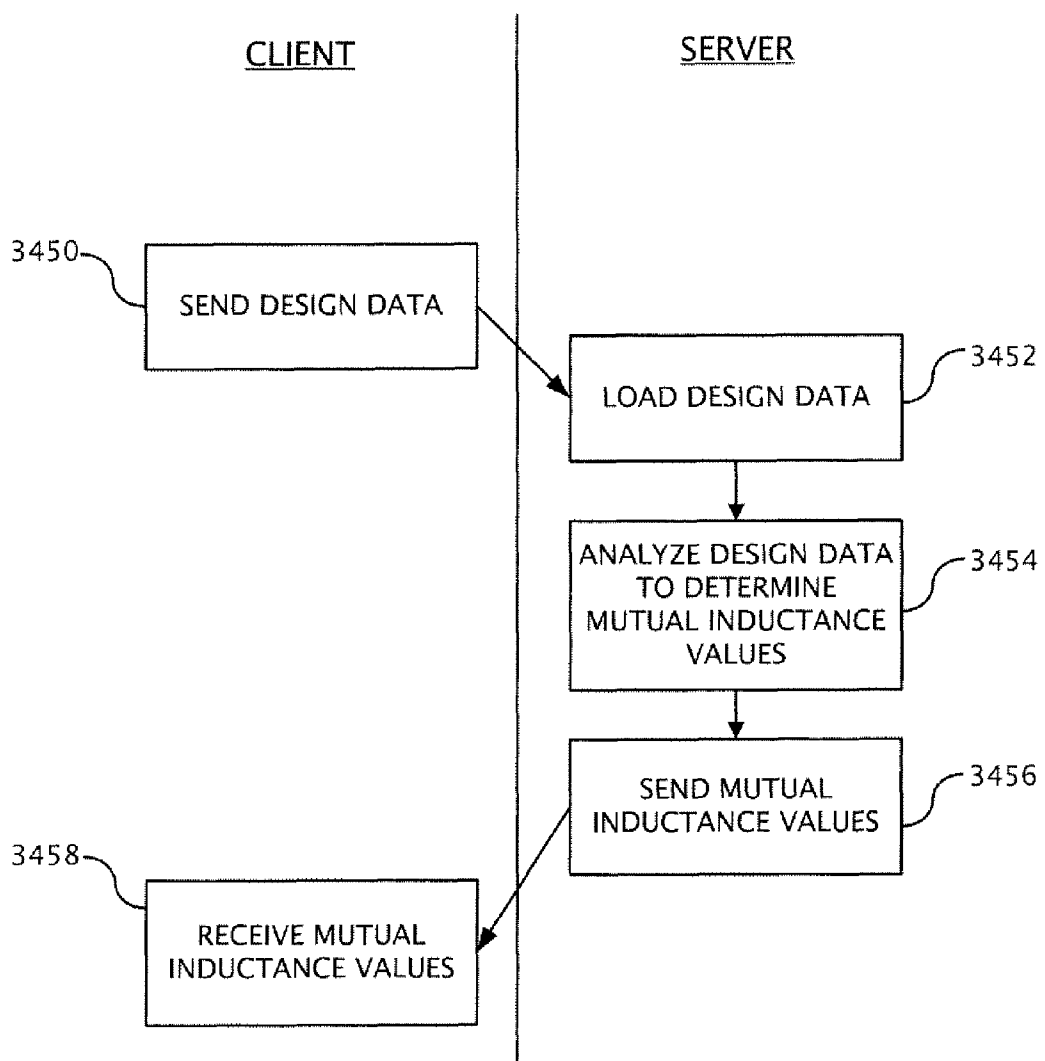 CLIENT
SERVER
3450
SEND DESIGN DATA
3452
LOAD DESIGN DATA
3454
ANALYZE DESIGN DATA
TO DETERMINE
MUTUAL INDUCTANCE
VALUES
3456
SEND MUTUAL
INDUCTANCE VALUES
3458
RECEIVE MUTUAL
INDUCTANCE VALUES